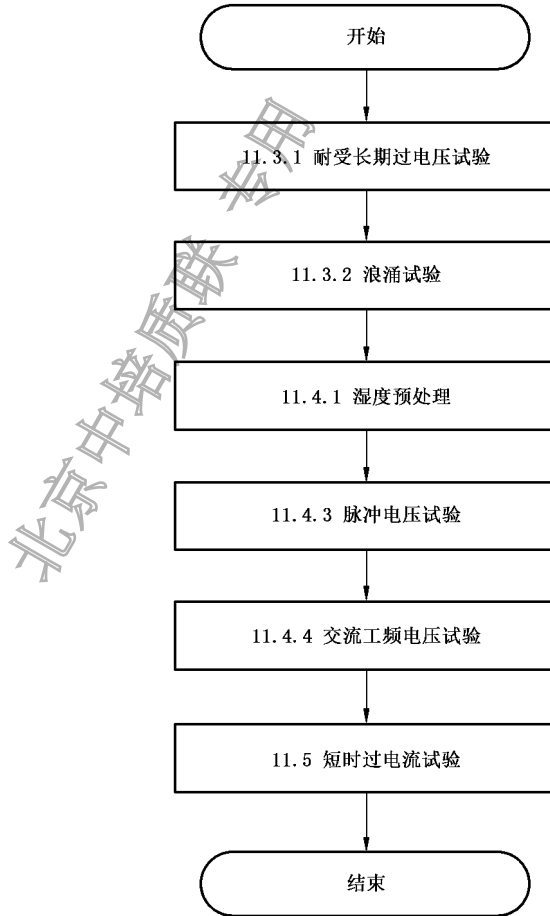 开始
11.3.1 耐受长期过电压试验
11.3.2 浪涌试验
11.4.1 湿度预处理
11.4.3 脉冲电压试验
11.4.4 交流工频电压试验
11.5 短时过电流试验
结束
北京中培质联 专用